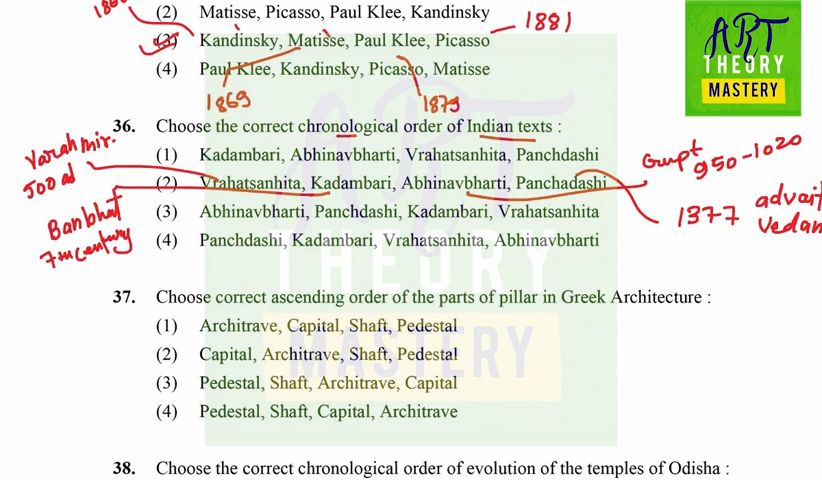 (2) Matisse, Picasso, Paul Klee, Kandinsky
1881
(3) Kandinsky, Matisse, Paul Klee, Picasso
(4) Paul Klee, Kandinsky, Picasso, Matisse
1869 1879
ART
THEORY
MASTERY
36. Choose the correct chronological order of Indian texts :
(1) Kadambari, Abhinavbharti, Vrahatsanhita, Panchdashi
(2) Vrahatsanhita, Kadambari, Abhinavbharti, Panchadashi
(3) Abhinavbharti, Panchdashi, Kadambari, Vrahatsanhita
(4) Panchdashi, Kadambari, Vrahatsanhita, Abhinavbharti
Varahmir.
500 ad
Banbhat
7th Century
Gupt
950-1020
1377 advait
Vedan
THEORY
MASTERY
37. Choose correct ascending order of the parts of pillar in Greek Architecture :
(1) Architrave, Capital, Shaft, Pedestal
(2) Capital, Architrave, Shaft, Pedestal
(3) Pedestal, Shaft, Architrave, Capital
(4) Pedestal, Shaft, Capital, Architrave
38. Choose the correct chronological order of evolution of the temples of Odisha :